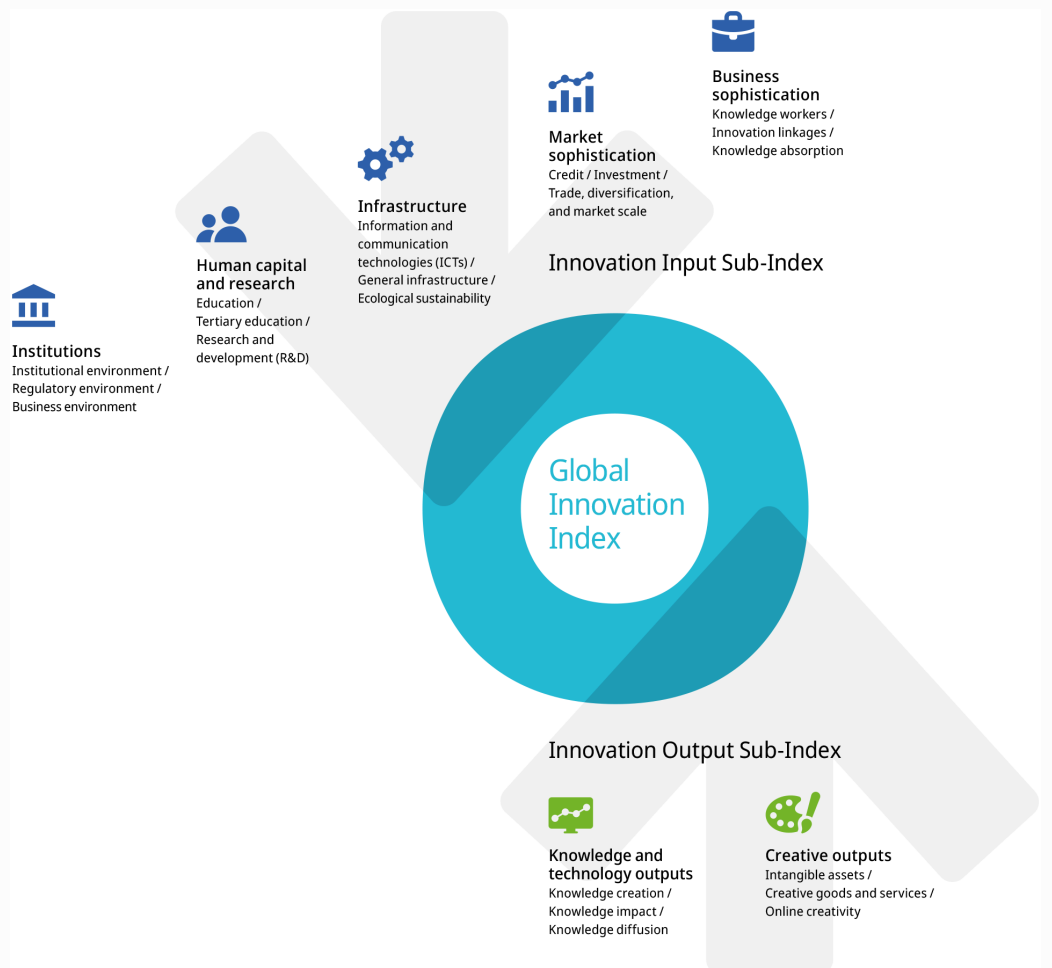 Business
sophistication
Knowledge workers /
Innovation linkages /
Knowledge absorption
Market
sophistication
Credit / Investment /
Trade, diversification,
and market scale
Infrastructure
Information and
communication
technologies (ICTs) /
General infrastructure /
Ecological sustainability
Human capital
and research
Education /
Tertiary education /
Research and
development (R&D)
Institutions
Institutional environment /
Regulatory environment /
Business environment
Innovation Input Sub-Index
Global
Innovation
Index
Innovation Output Sub-Index
Knowledge and
technology outputs
Knowledge creation /
Knowledge impact /
Knowledge diffusion
Creative outputs
Intangible assets /
Creative goods and services /
Online creativity